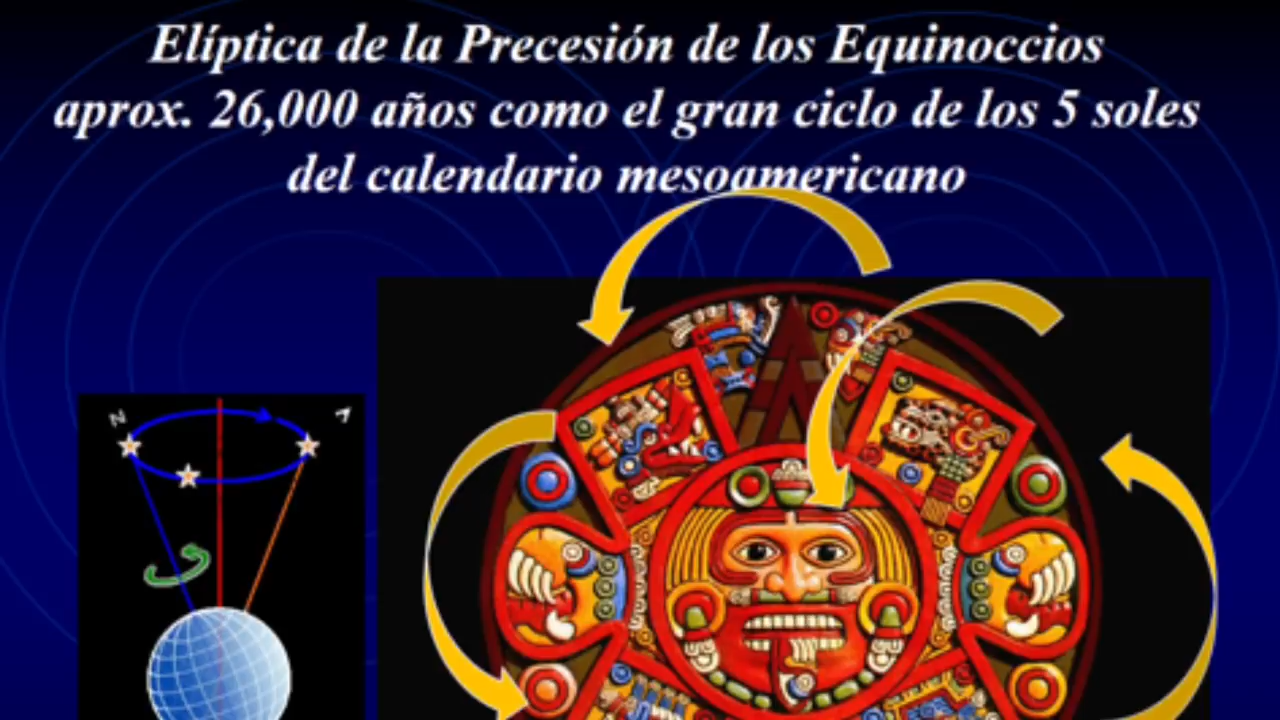 Elíptica de la Precesión de los Equinoccios
aprox. 26,000 años como el gran ciclo de los 5 soles
del calendario mesoamericano
N
A